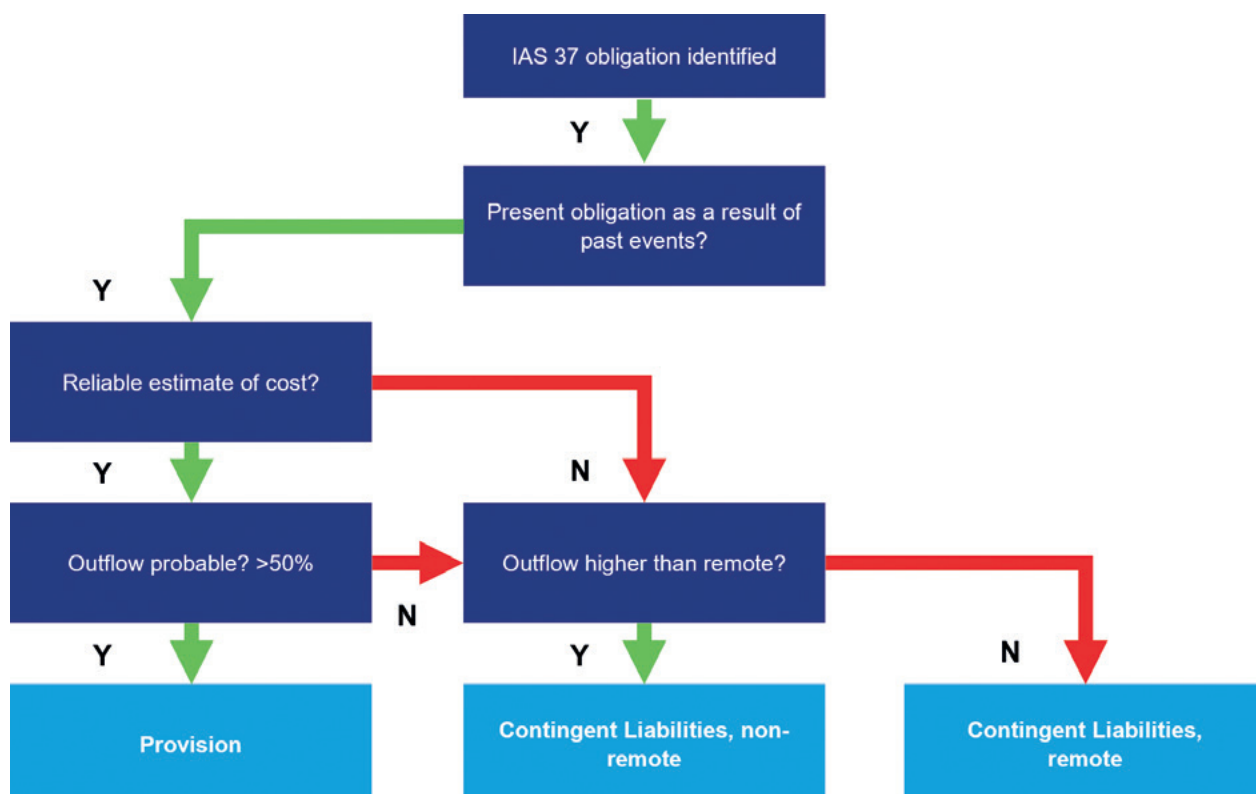 IAS 37 obligation identified
Y
Present obligation as a result of
past events?
Y
Reliable estimate of cost?
Y
N
Outflow probable? >50%
N
Outflow higher than remote?
Y
Y
N
Provision
Contingent Liabilities, non-
remote
Contingent Liabilities,
remote